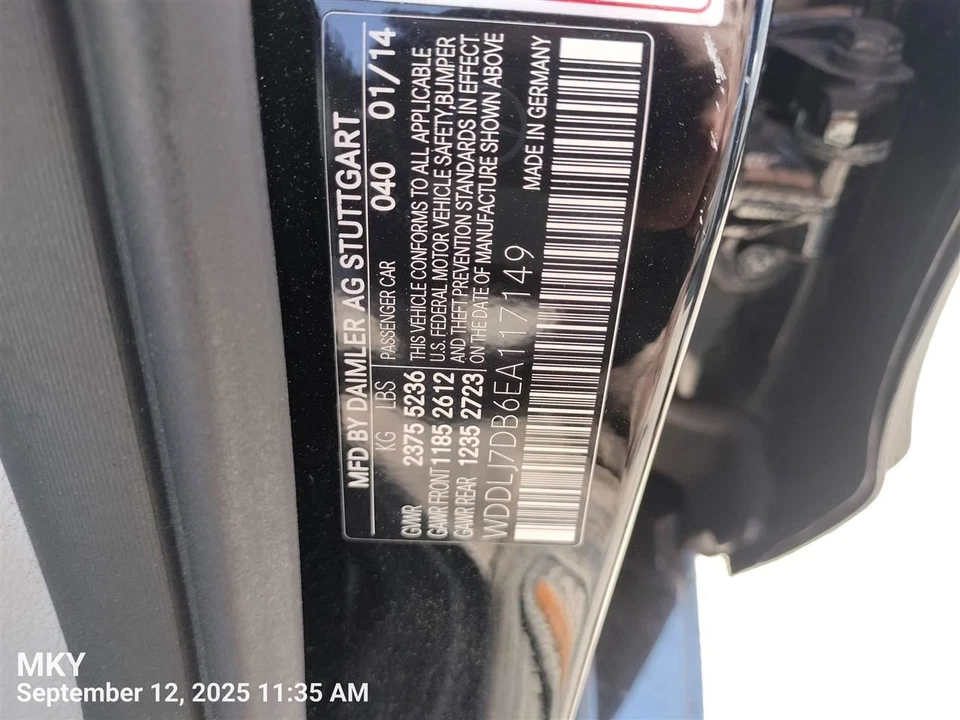 MFD BY DAIMLER AG STUTTGART
KG LBS PASSENGER CAR 040 01/14
GVWR 2375 5236 THIS VEHICLE CONFORMS TO ALL APPLICABLE
GAWR FRONT 1185 2612 U.S. FEDERAL MOTOR VEHICLE SAFETY,BUMPER
GAWR REAR 1235 2723 AND THEFT PREVENTION STANDARDS IN EFFECT
ON THE DATE OF MANUFACTURE SHOWN ABOVE
WDDLJ7DB6EA117149 MADE IN GERMANY
MKY
September 12, 2025 11:35 AM